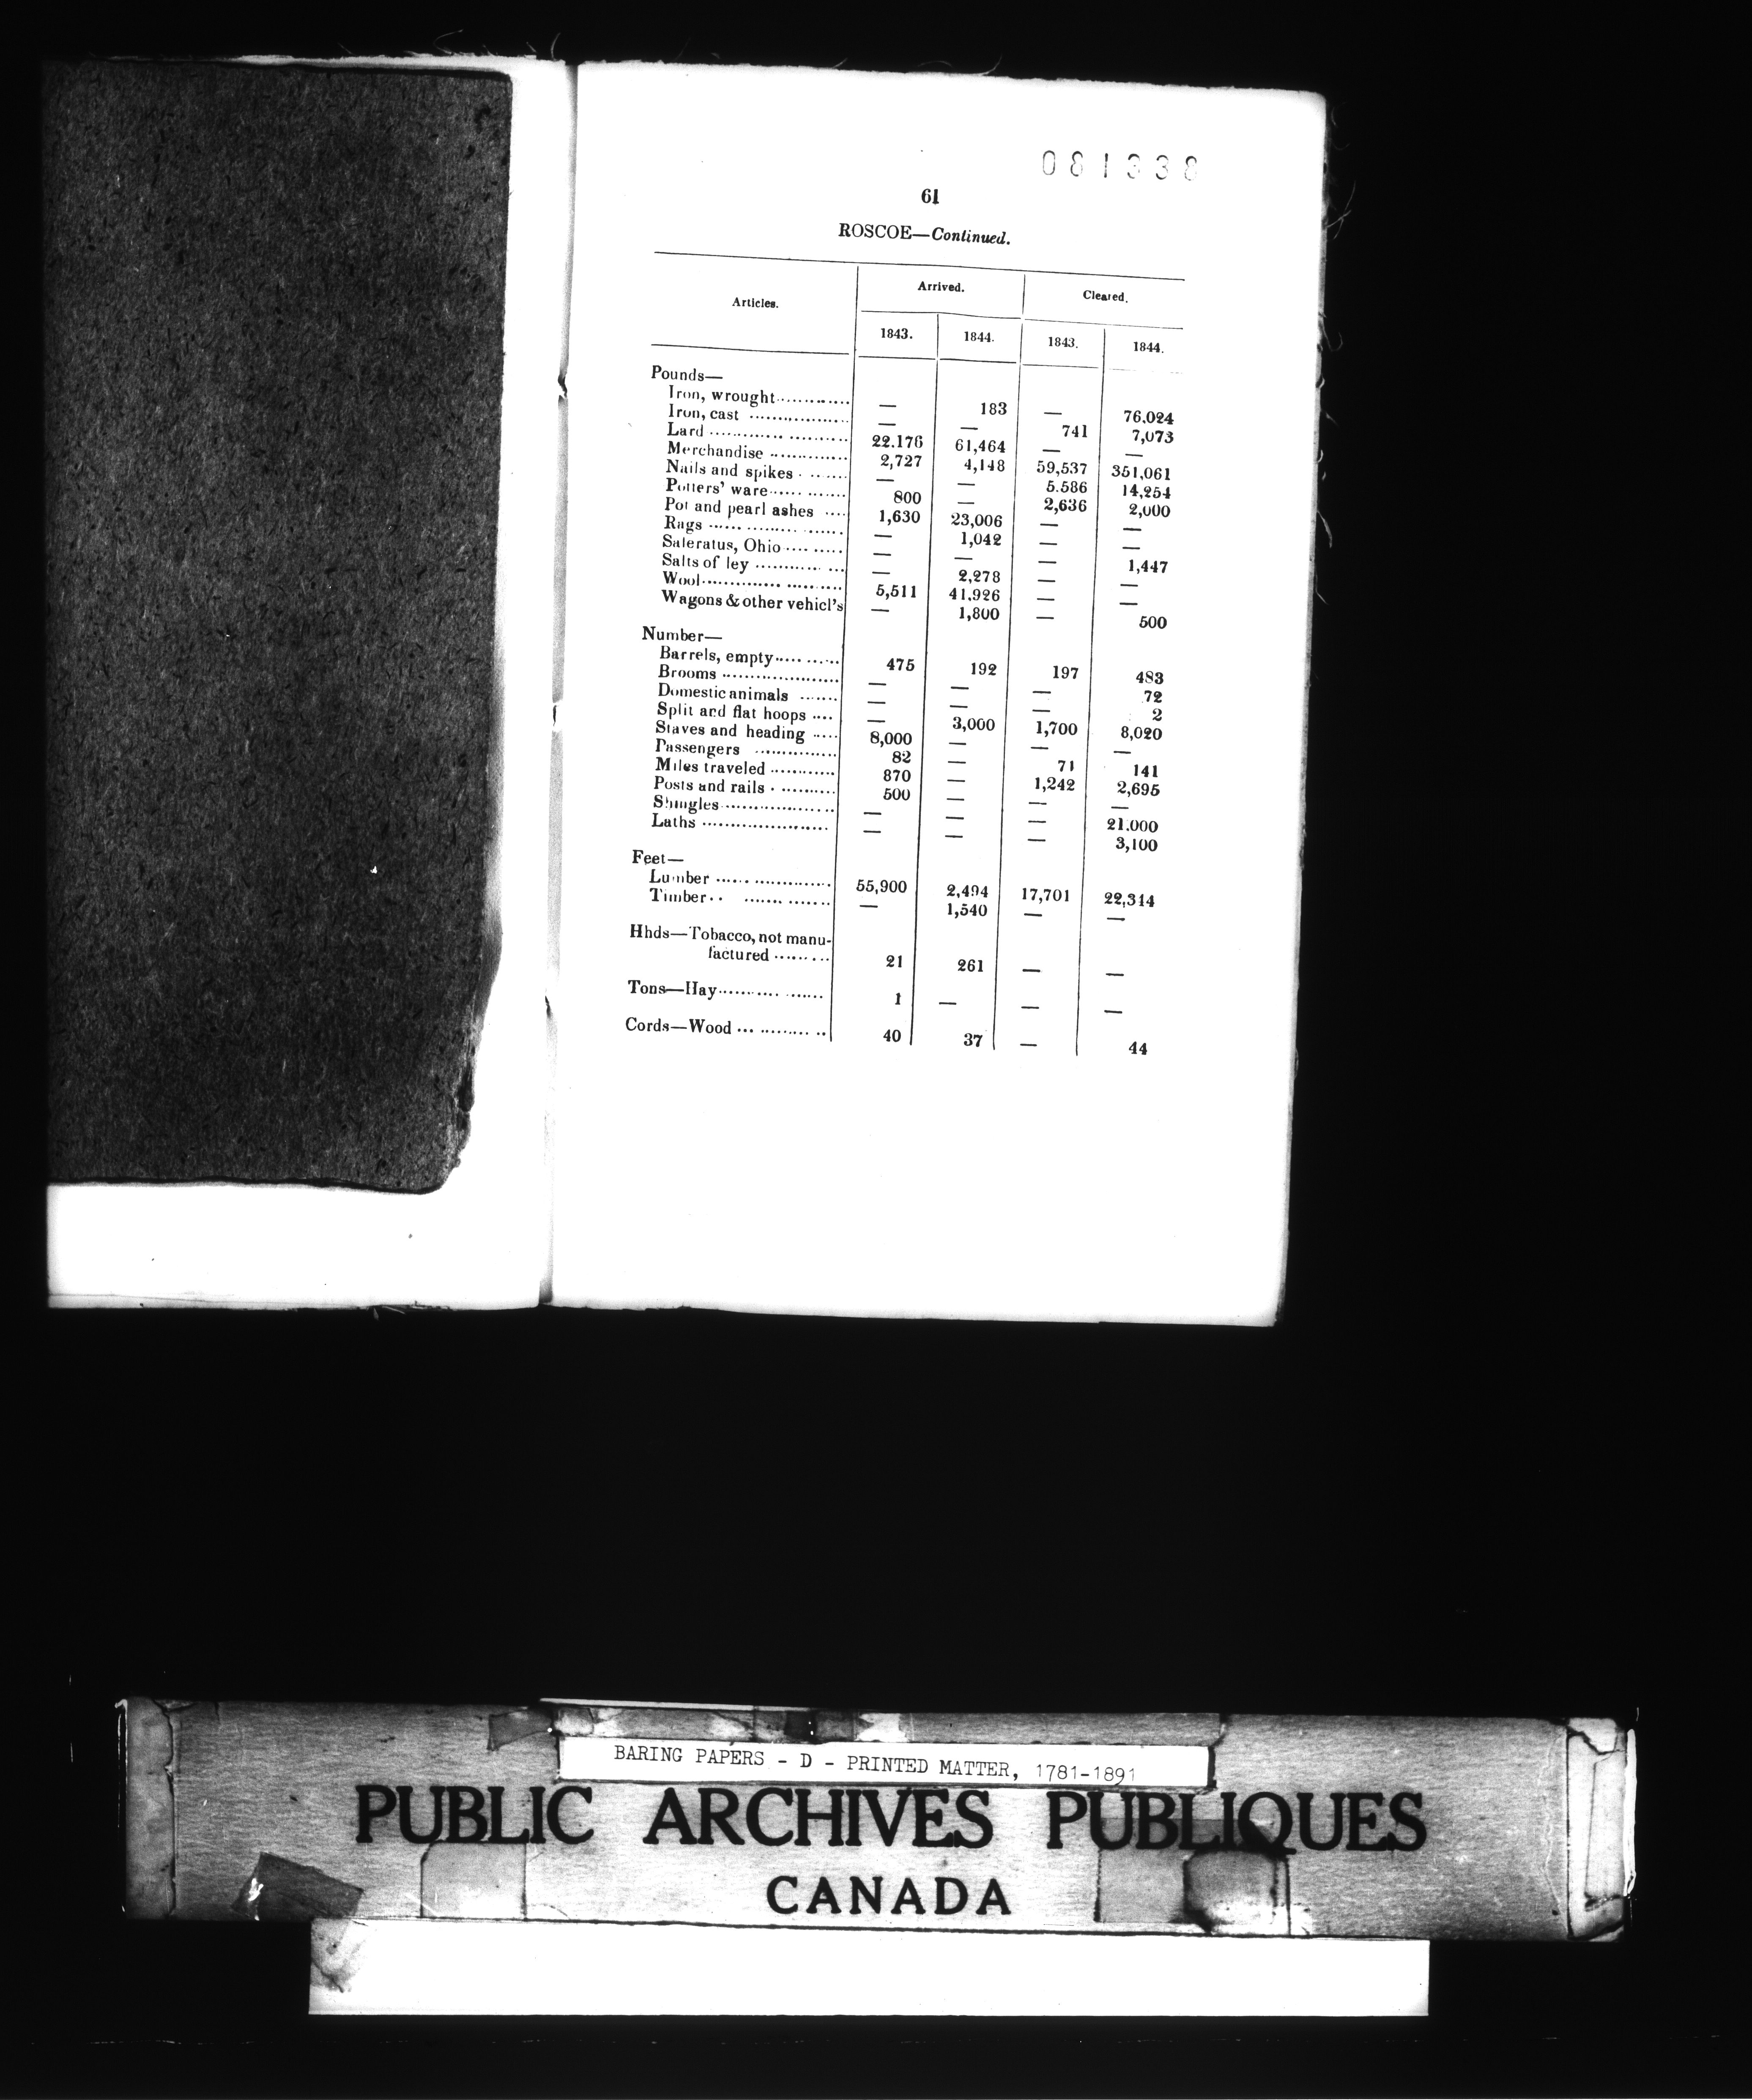 081338
61
ROSCOE—Continued.
Articles. Arrived. Cleared.
1843. 1844. 1843. 1844.
Pounds—
Iron, wrought............. — 183 — 76.024
Iron, cast ................. — — 741 7,073
Lard ....................... 22.176 61,464 — —
Merchandise .............. 2,727 4,148 59,537 351,061
Nails and spikes ....... — — 5.586 14,254
Potters' ware............. 800 — 2,636 2,000
Pot and pearl ashes .... 1,630 23,006 — —
Rags ....................... — 1,042 — —
Saleratus, Ohio.......... — — — 1,447
Salts of ley ............... — 2,278 — —
Wool........................ 5,511 41.926 — —
Wagons & other vehicl's — 1,800 — 500
Number—
Barrels, empty........... 475 192 197 483
Brooms ..................... — — — 72
Domestic animals ....... — — — 2
Split and flat hoops .... — 3,000 1,700 8,020
Staves and heading ..... 8,000 — — —
Passengers ............... 82 — 71 141
Miles traveled ............ 870 — 1,242 2,695
Posts and rails ........... 500 — — —
Shingles.................... — — — 21.000
Laths ....................... — — — 3,100
Feet—
Lumber ..................... 55,900 2,494 17,701 22,314
Timber.. ............... — 1,540 — —
Hhds—Tobacco, not manu-
factured ......... 21 261 — —
Tons—Hay.................. 1 — — —
Cords—Wood ............... 40 37 — 44
BARING PAPERS - D - PRINTED MATTER, 1781-1891
PUBLIC ARCHIVES PUBLIQUES
CANADA